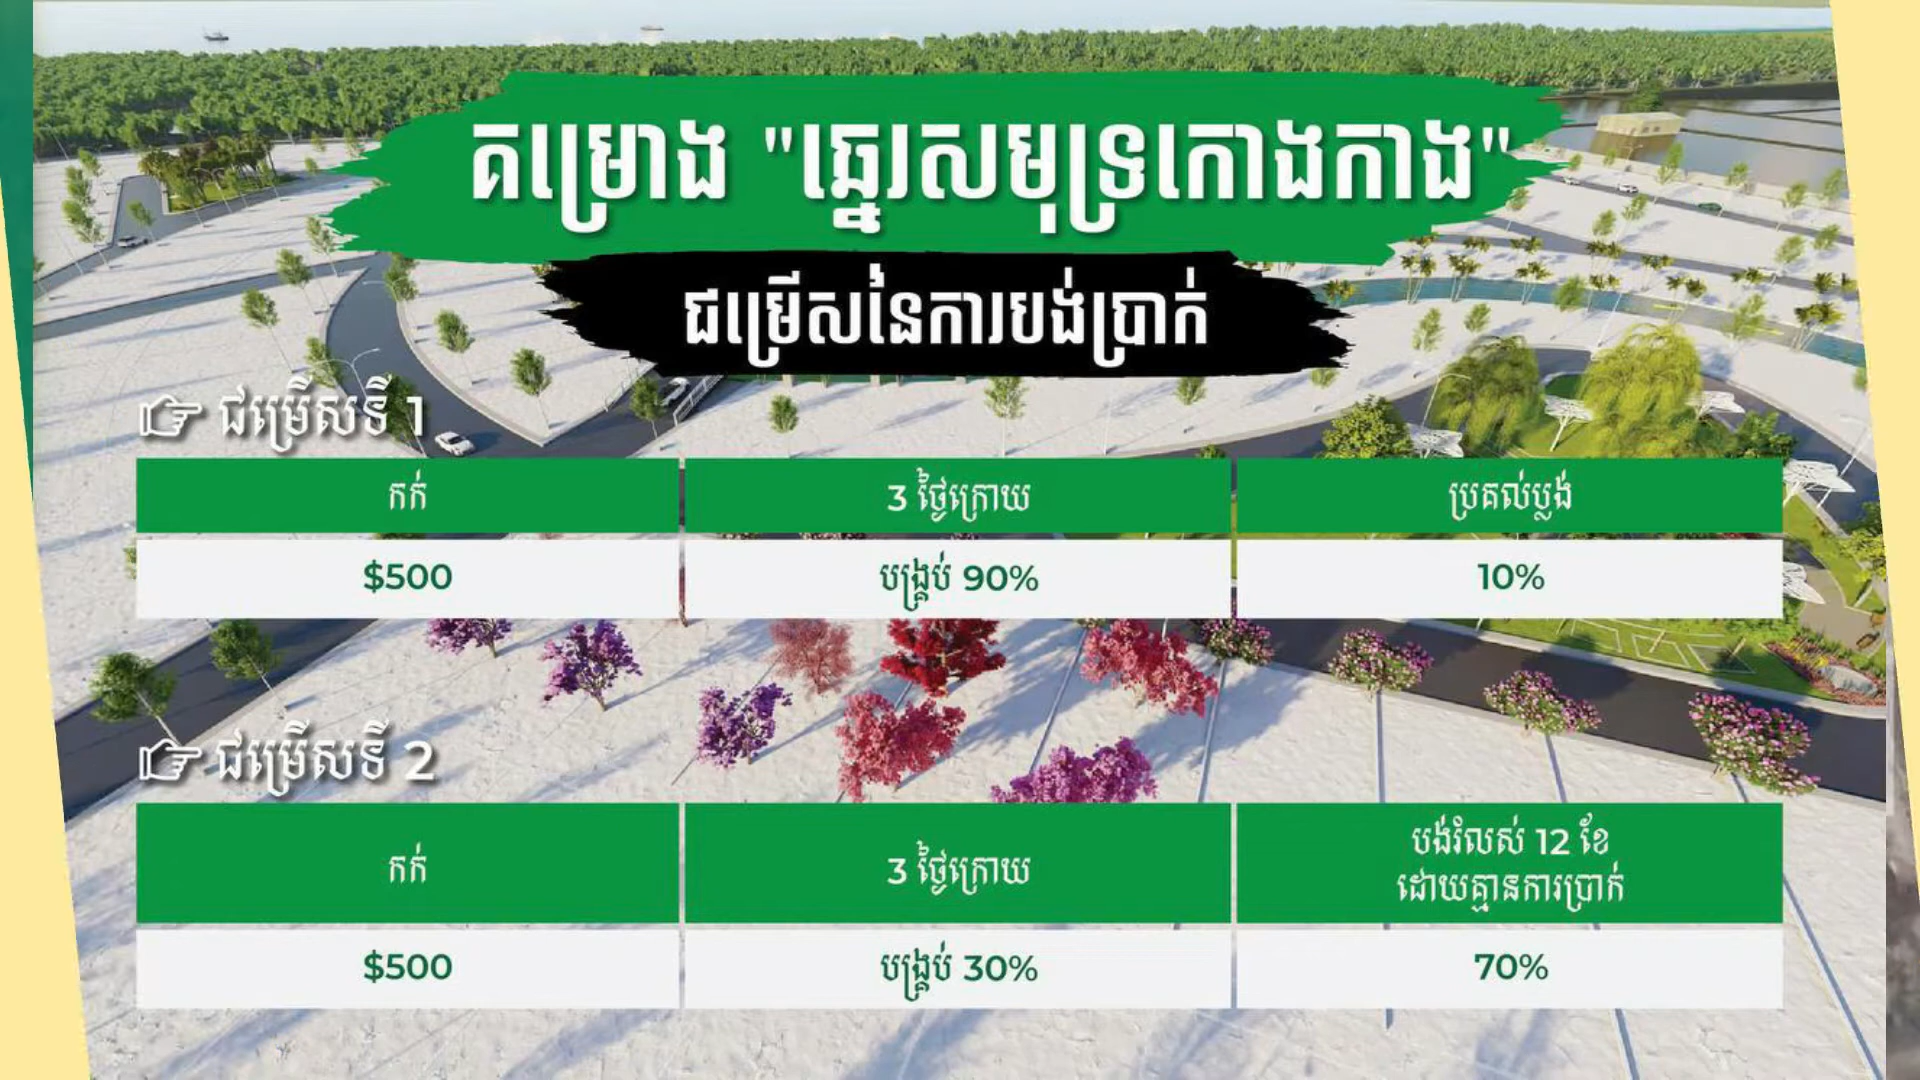 គម្រោង "ឆ្នេរសមុទ្រកោងកាង"
ជម្រើសនៃការបង់ប្រាក់
ជម្រើសទី 1
កក់ 3 ថ្ងៃក្រោយ ប្រគល់ប្លង់
$500 បង្គ្រប់ 90% 10%
ជម្រើសទី 2
កក់ 3 ថ្ងៃក្រោយ បង់រំលស់ 12 ខែ
ដោយគ្មានការប្រាក់
$500 បង្គ្រប់ 30% 70%